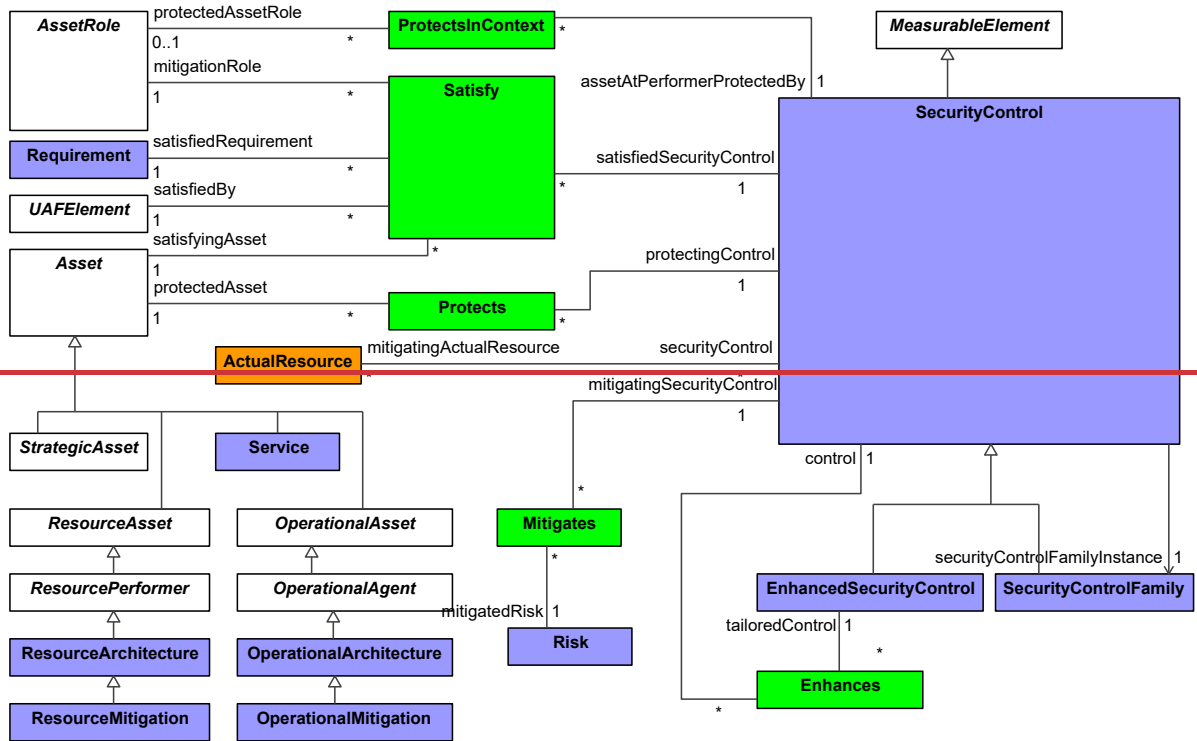 protectedAssetRole
AssetRole
ProtectsInContext
MeasurableElement
0..1
*
*
mitigationRole
assetAtPerformerProtectedBy
1
1
*
Satisfy
SecurityControl
satisfiedRequirement
Requirement
satisfiedSecurityControl
1
*
*
1
satisfiedBy
UAFElement
1
*
satisfyingAsset
*
Asset
protectingControl
1
1
protectedAsset
Protects
1
*
*
mitigatingActualResource
securityControl
ActualResource
*
*
mitigatingSecurityControl
1
StrategicAsset
Service
control
1
*
ResourceAsset
OperationalAsset
Mitigates
*
securityControlFamilyInstance
1
ResourcePerformer
OperationalAgent
EnhancedSecurityControl
SecurityControlFamily
mitigatedRisk
1
tailoredControl
1
ResourceArchitecture
OperationalArchitecture
Risk
*
Enhances
ResourceMitigation
OperationalMitigation
*